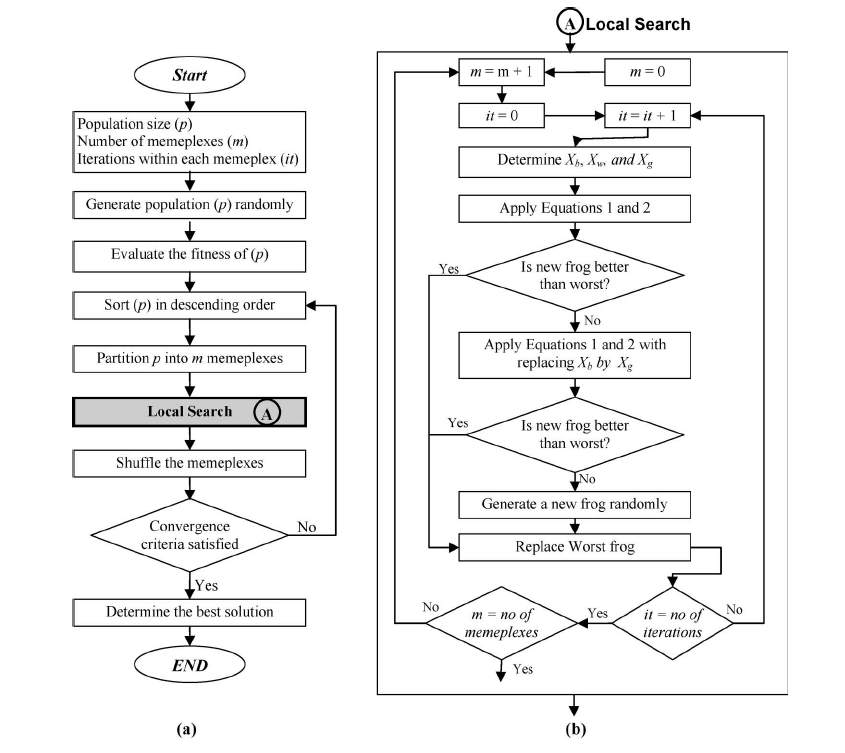 Start
Population size (p)
Number of memeplexes (m)
Iterations within each memeplex (it)
Generate population (p) randomly
Evaluate the fitness of (p)
Sort (p) in descending order
Partition p into m memeplexes
Local Search A
Shuffle the memeplexes
Convergence
criteria satisfied
No
Yes
Determine the best solution
END
(a)
A Local Search
m = m + 1
m = 0
it = 0
it = it + 1
Determine Xb, Xw, and Xg
Apply Equations 1 and 2
Is new frog better
than worst?
Yes
No
Apply Equations 1 and 2 with
replacing Xb by Xg
Is new frog better
than worst?
Yes
No
Generate a new frog randomly
Replace Worst frog
it = no of
iterations
No
Yes
m = no of
memeplexes
No
Yes
(b)